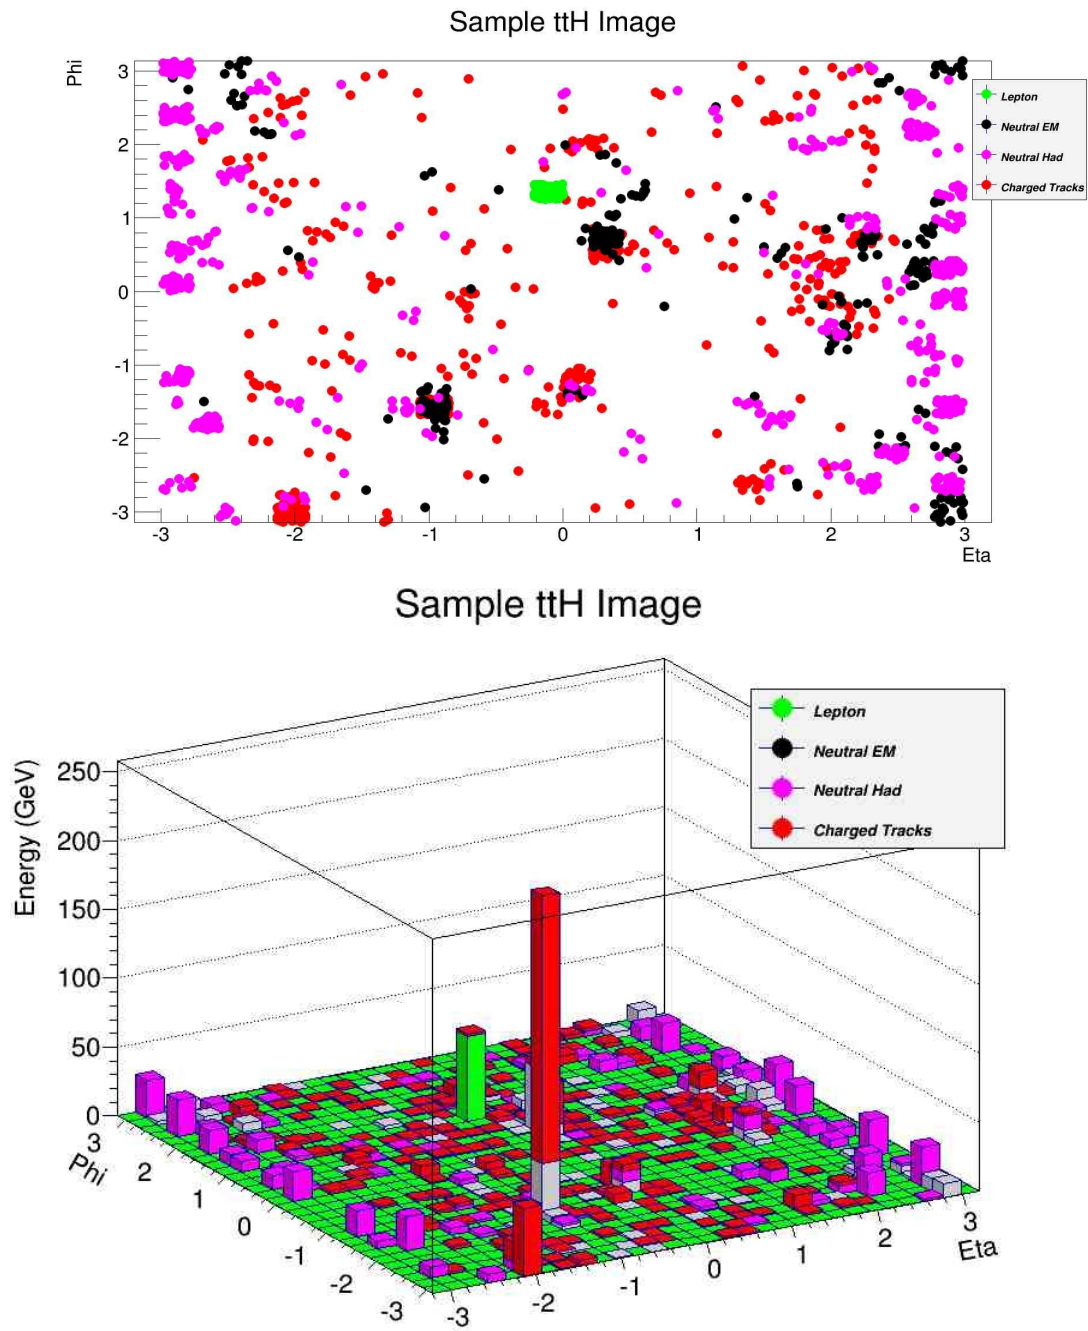 Sample ttH Image
Phi
3
2
1
0
-1
-2
-3
-3
-2
-1
0
1
2
3
Eta
Lepton
Neutral EM
Neutral Had
Charged Tracks
Sample ttH Image
Energy (GeV)
250
200
150
100
50
0
Lepton
Neutral EM
Neutral Had
Charged Tracks
3
2
1
0
-1
-2
-3
Phi
-3
-2
-1
0
1
2
3
Eta